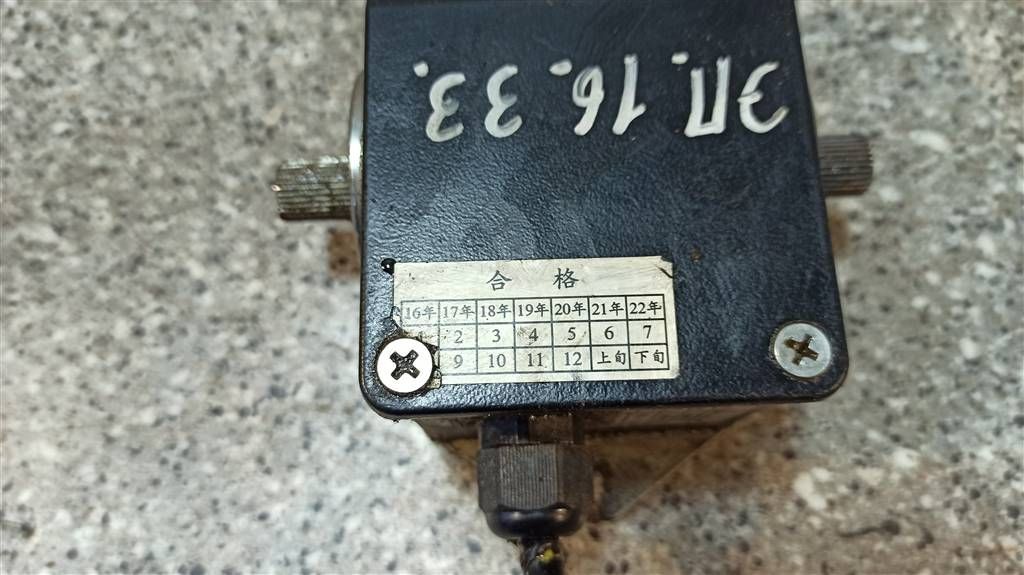 ЭП. 16. 33.
合格
16年 17年 18年 19年 20年 21年 22年
2 3 4 5 6 7
9 10 11 12 上旬 下旬